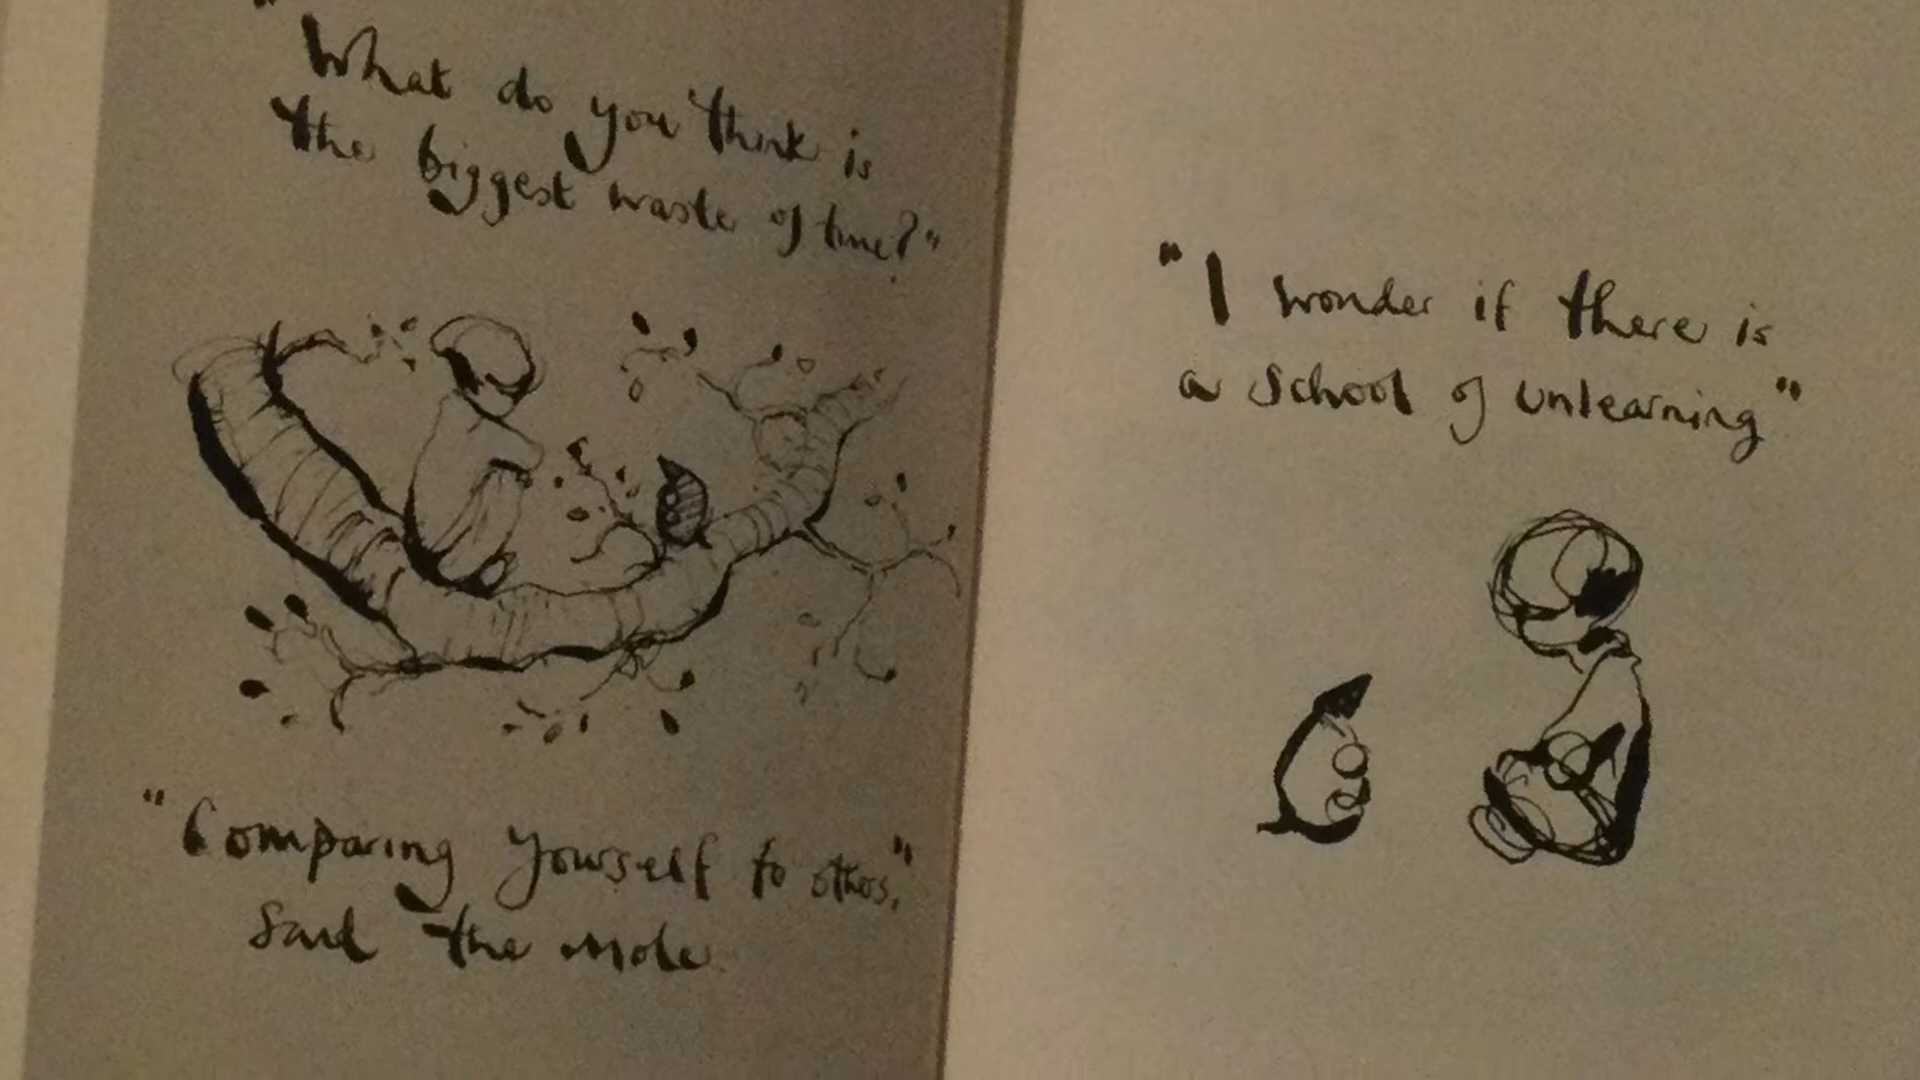 "What do you think is
the biggest waste of time?"
"Comparing yourself to others,"
said the mole.
"I wonder if there is
a school of unlearning"